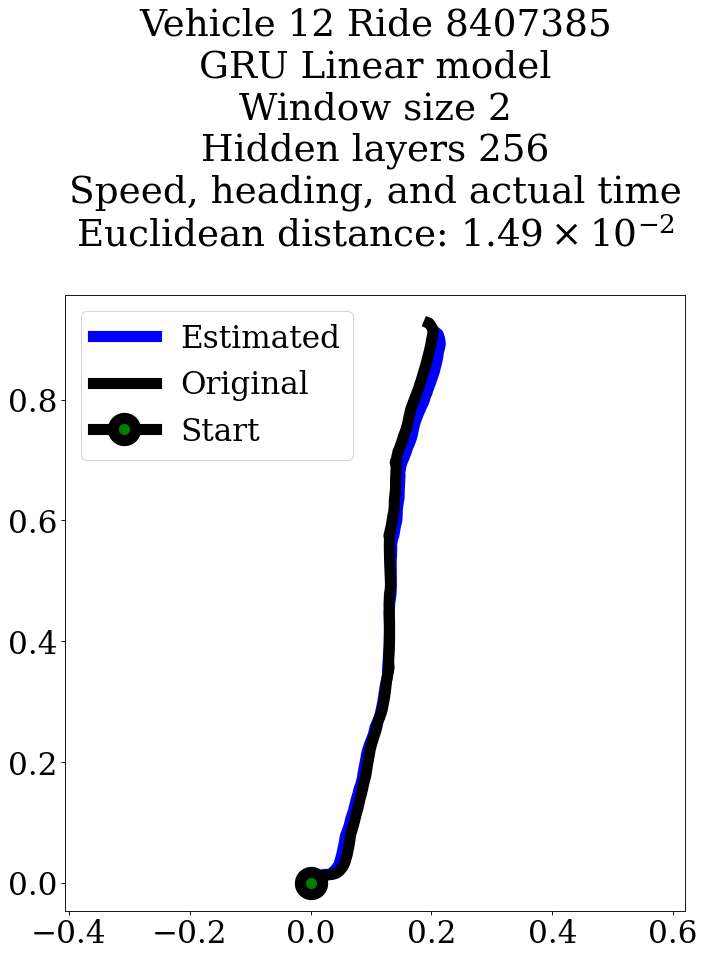 Vehicle 12 Ride 8407385
GRU Linear model
Window size 2
Hidden layers 256
Speed, heading, and actual time
Euclidean distance: 1.49 × 10⁻²
Estimated
Original
Start
0.8
0.6
0.4
0.2
0.0
−0.4 −0.2 0.0 0.2 0.4 0.6